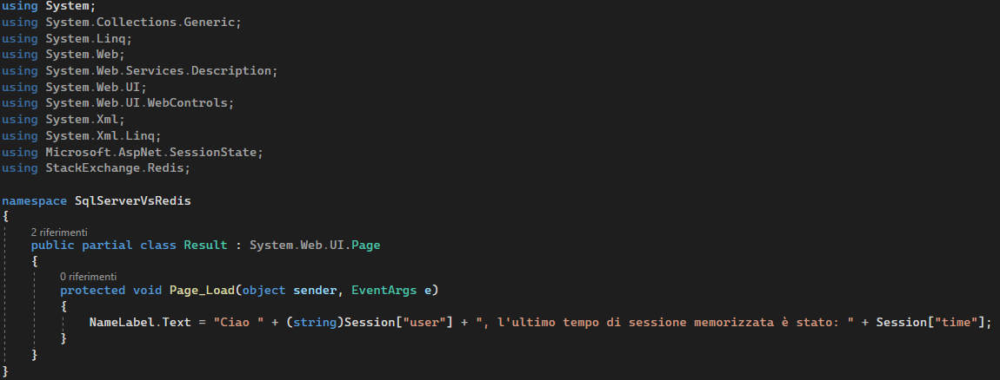 using System;
using System.Collections.Generic;
using System.Linq;
using System.Web;
using System.Web.Services.Description;
using System.Web.UI;
using System.Web.UI.WebControls;
using System.Xml;
using System.Xml.Linq;
using Microsoft.AspNet.SessionState;
using StackExchange.Redis;
namespace SqlServerVsRedis
{
2 riferimenti
public partial class Result : System.Web.UI.Page
{
0 riferimenti
protected void Page_Load(object sender, EventArgs e)
{
NameLabel.Text = "Ciao " + (string)Session["user"] + ", l'ultimo tempo di sessione memorizzata è stato: " + Session["time"];
}
}
}